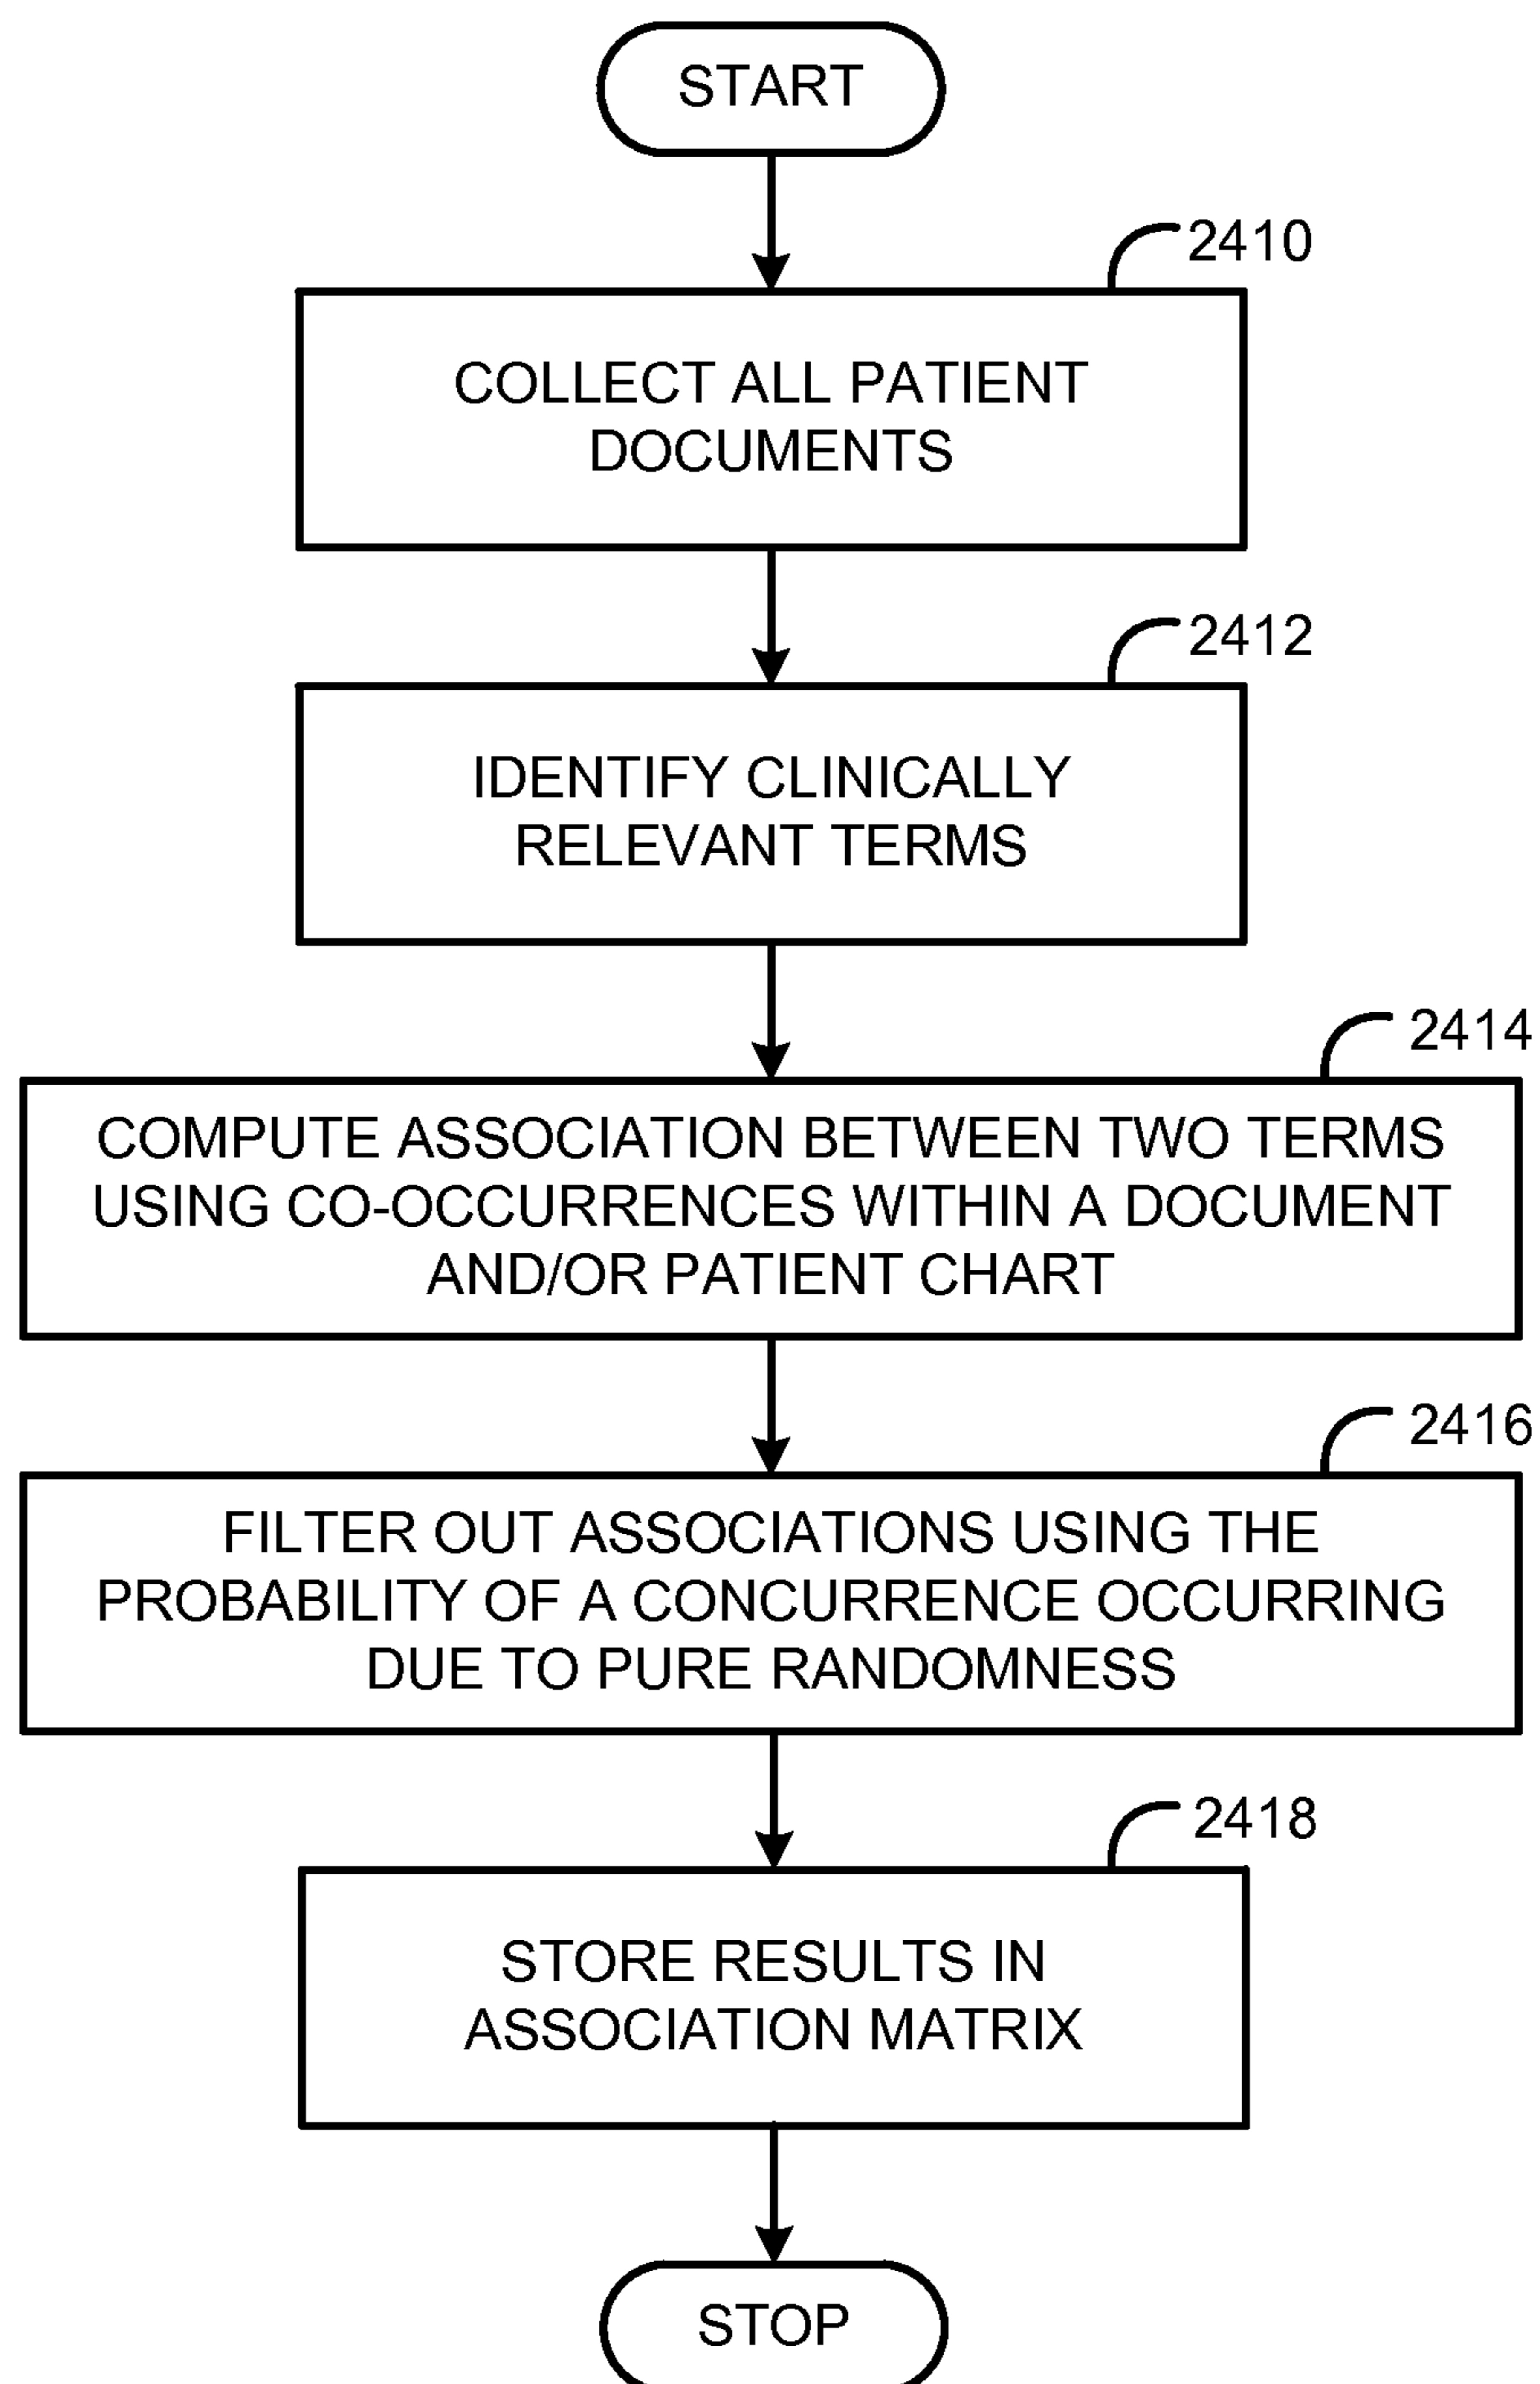 START
2410
COLLECT ALL PATIENT
DOCUMENTS
2412
IDENTIFY CLINICALLY
RELEVANT TERMS
2414
COMPUTE ASSOCIATION BETWEEN TWO TERMS
USING CO-OCCURRENCES WITHIN A DOCUMENT
AND/OR PATIENT CHART
2416
FILTER OUT ASSOCIATIONS USING THE
PROBABILITY OF A CONCURRENCE OCCURRING
DUE TO PURE RANDOMNESS
2418
STORE RESULTS IN
ASSOCIATION MATRIX
STOP